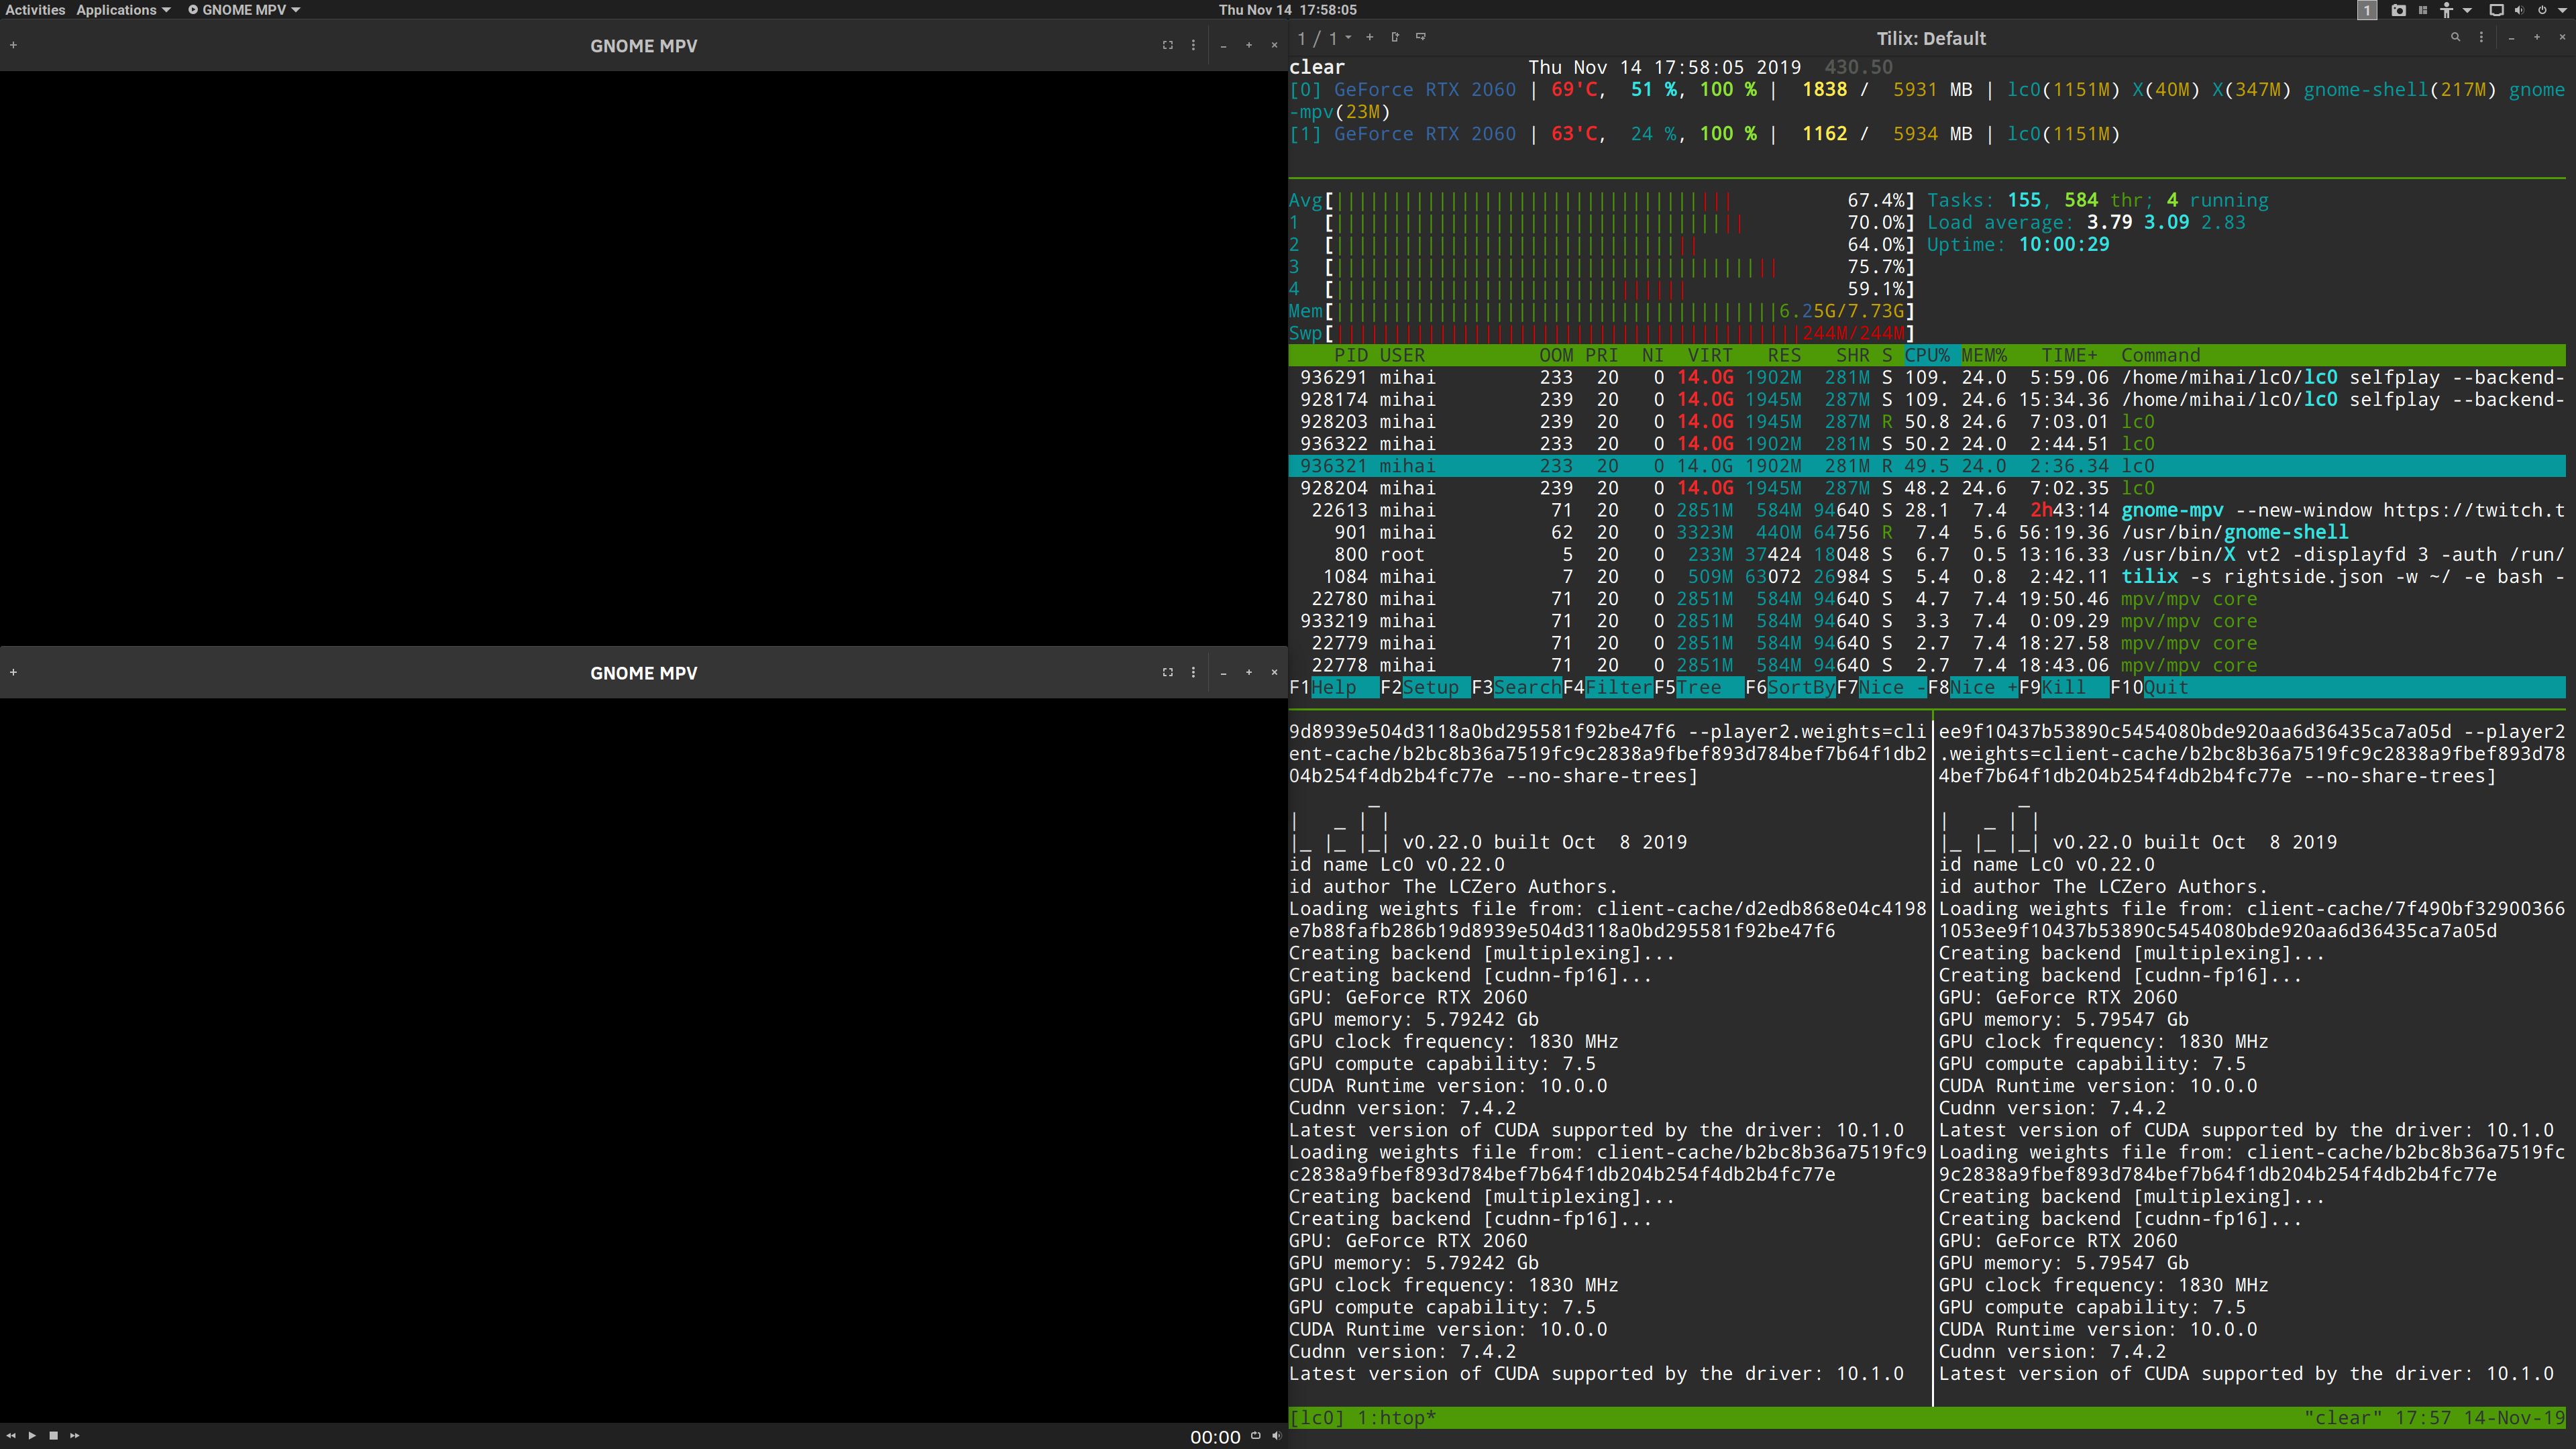 Activities Applications GNOME MPV Thu Nov 14 17:58:05 1
GNOME MPV
GNOME MPV
00:00
1 / 1 Tilix: Default
clear Thu Nov 14 17:58:05 2019 430.50
[0] GeForce RTX 2060 | 69'C, 51 %, 100 % | 1838 / 5931 MB | lc0(1151M) X(40M) X(347M) gnome-shell(217M) gnome
-mpv(23M)
[1] GeForce RTX 2060 | 63'C, 24 %, 100 % | 1162 / 5934 MB | lc0(1151M)
Avg[ 67.4%] Tasks: 155, 584 thr; 4 running
1 [ 70.0%] Load average: 3.79 3.09 2.83
2 [ 64.0%] Uptime: 10:00:29
3 [ 75.7%]
4 [ 59.1%]
Mem[ 6.25G/7.73G]
Swp[ 244M/244M]
PID USER OOM PRI NI VIRT RES SHR S CPU% MEM% TIME+ Command
936291 mihai 233 20 0 14.0G 1902M 281M S 109. 24.0 5:59.06 /home/mihai/lc0/lc0 selfplay --backend-
928174 mihai 239 20 0 14.0G 1945M 287M S 109. 24.6 15:34.36 /home/mihai/lc0/lc0 selfplay --backend-
928203 mihai 239 20 0 14.0G 1945M 287M R 50.8 24.6 7:03.01 lc0
936322 mihai 233 20 0 14.0G 1902M 281M S 50.2 24.0 2:44.51 lc0
936321 mihai 233 20 0 14.0G 1902M 281M R 49.5 24.0 2:36.34 lc0
928204 mihai 239 20 0 14.0G 1945M 287M S 48.2 24.6 7:02.35 lc0
22613 mihai 71 20 0 2851M 584M 94640 S 28.1 7.4 2h43:14 gnome-mpv --new-window https://twitch.t
901 mihai 62 20 0 3323M 440M 64756 R 7.4 5.6 56:19.36 /usr/bin/gnome-shell
800 root 5 20 0 233M 37424 18048 S 6.7 0.5 13:16.33 /usr/bin/X vt2 -displayfd 3 -auth /run/
1084 mihai 7 20 0 509M 63072 26984 S 5.4 0.8 2:42.11 tilix -s rightside.json -w ~/ -e bash -
22780 mihai 71 20 0 2851M 584M 94640 S 4.7 7.4 19:50.46 mpv/mpv core
933219 mihai 71 20 0 2851M 584M 94640 S 3.3 7.4 0:09.29 mpv/mpv core
22779 mihai 71 20 0 2851M 584M 94640 S 2.7 7.4 18:27.58 mpv/mpv core
22778 mihai 71 20 0 2851M 584M 94640 S 2.7 7.4 18:43.06 mpv/mpv core
F1Help F2Setup F3SearchF4FilterF5Tree F6SortByF7Nice -F8Nice +F9Kill F10Quit
9d8939e504d3118a0bd295581f92be47f6 --player2.weights=cli
ent-cache/b2bc8b36a7519fc9c2838a9fbef893d784bef7b64f1db2
04b254f4db2b4fc77e --no-share-trees]
_
| _ | |
|_ |_ |_| v0.22.0 built Oct 8 2019
id name Lc0 v0.22.0
id author The LCZero Authors.
Loading weights file from: client-cache/d2edb868e04c4198
e7b88fafb286b19d8939e504d3118a0bd295581f92be47f6
Creating backend [multiplexing]...
Creating backend [cudnn-fp16]...
GPU: GeForce RTX 2060
GPU memory: 5.79242 Gb
GPU clock frequency: 1830 MHz
GPU compute capability: 7.5
CUDA Runtime version: 10.0.0
Cudnn version: 7.4.2
Latest version of CUDA supported by the driver: 10.1.0
Loading weights file from: client-cache/b2bc8b36a7519fc9
c2838a9fbef893d784bef7b64f1db204b254f4db2b4fc77e
Creating backend [multiplexing]...
Creating backend [cudnn-fp16]...
GPU: GeForce RTX 2060
GPU memory: 5.79242 Gb
GPU clock frequency: 1830 MHz
GPU compute capability: 7.5
CUDA Runtime version: 10.0.0
Cudnn version: 7.4.2
Latest version of CUDA supported by the driver: 10.1.0
ee9f10437b53890c5454080bde920aa6d36435ca7a05d --player2
.weights=client-cache/b2bc8b36a7519fc9c2838a9fbef893d78
4bef7b64f1db204b254f4db2b4fc77e --no-share-trees]
_
| _ | |
|_ |_ |_| v0.22.0 built Oct 8 2019
id name Lc0 v0.22.0
id author The LCZero Authors.
Loading weights file from: client-cache/7f490bf32900366
1053ee9f10437b53890c5454080bde920aa6d36435ca7a05d
Creating backend [multiplexing]...
Creating backend [cudnn-fp16]...
GPU: GeForce RTX 2060
GPU memory: 5.79547 Gb
GPU clock frequency: 1830 MHz
GPU compute capability: 7.5
CUDA Runtime version: 10.0.0
Cudnn version: 7.4.2
Latest version of CUDA supported by the driver: 10.1.0
Loading weights file from: client-cache/b2bc8b36a7519fc
9c2838a9fbef893d784bef7b64f1db204b254f4db2b4fc77e
Creating backend [multiplexing]...
Creating backend [cudnn-fp16]...
GPU: GeForce RTX 2060
GPU memory: 5.79547 Gb
GPU clock frequency: 1830 MHz
GPU compute capability: 7.5
CUDA Runtime version: 10.0.0
Cudnn version: 7.4.2
Latest version of CUDA supported by the driver: 10.1.0
[lc0] 1:htop* "clear" 17:57 14-Nov-19